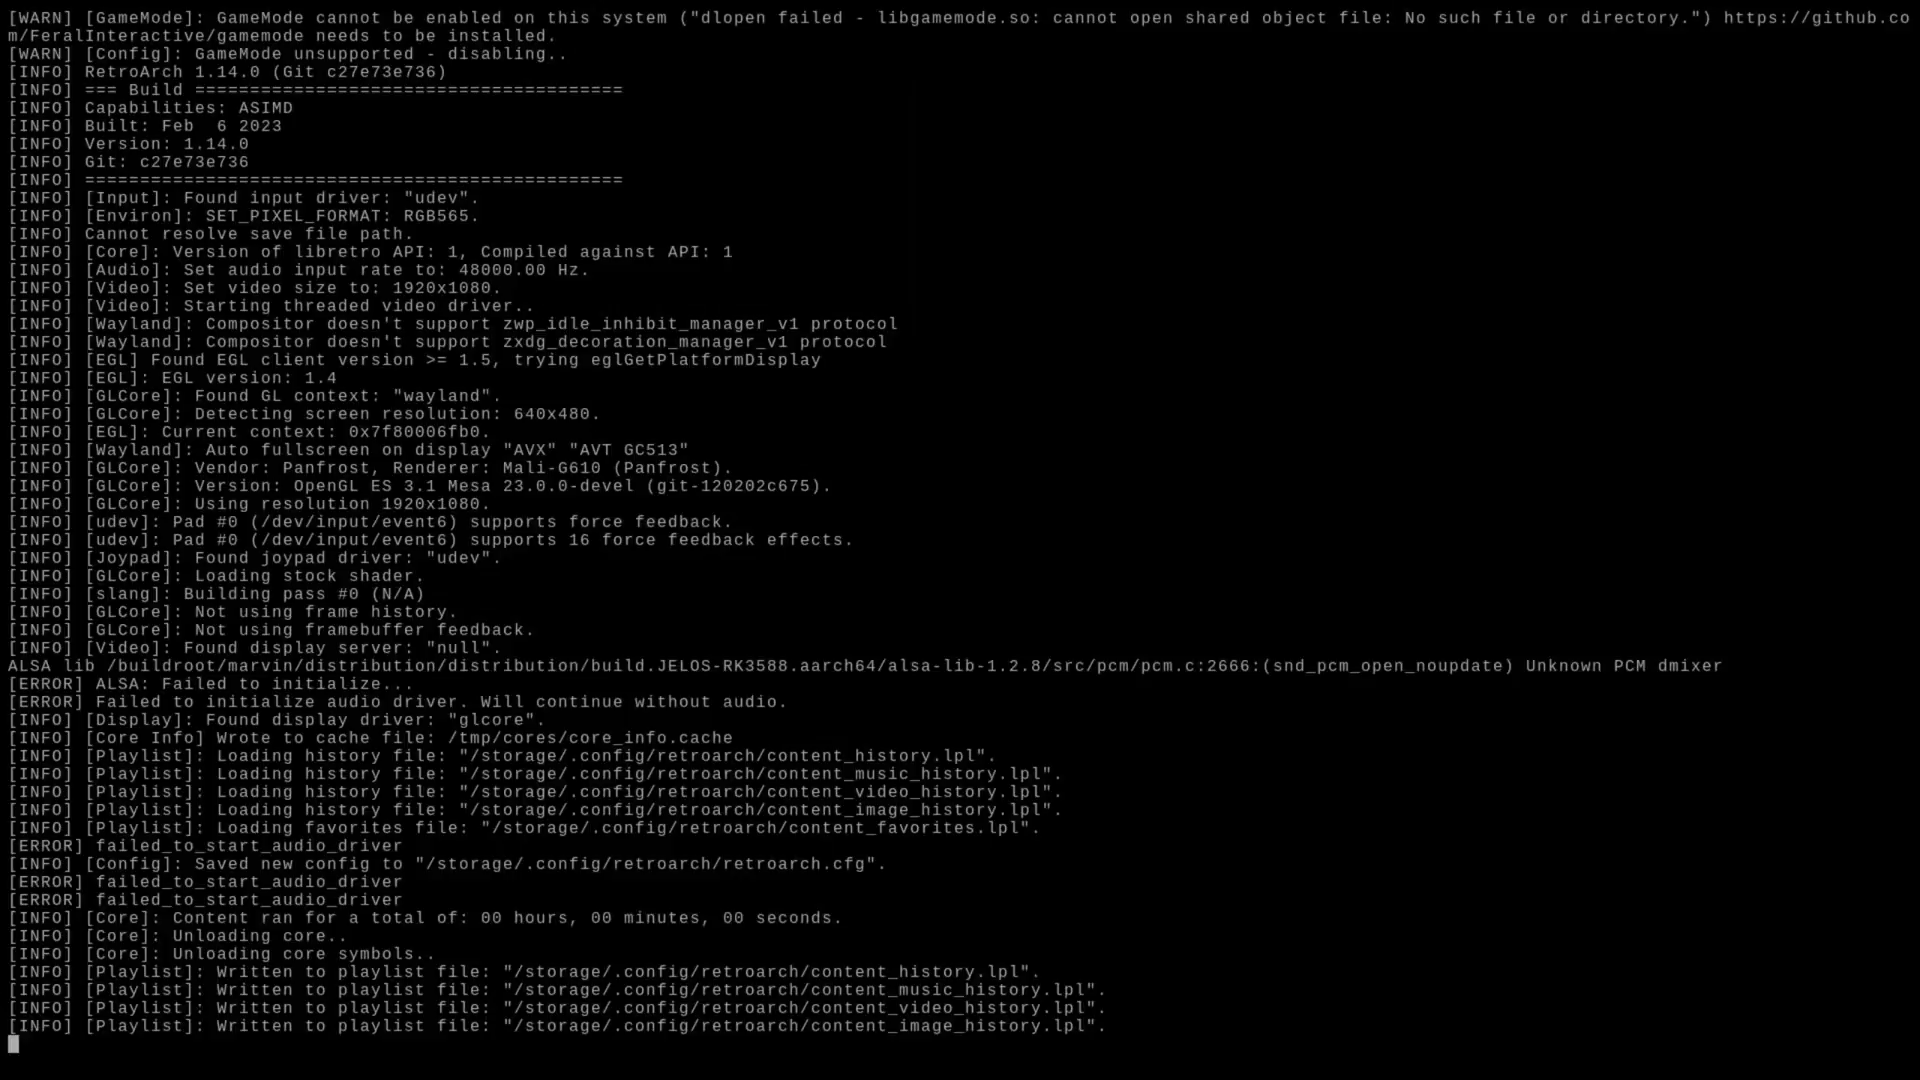 [WARN] [GameMode]: GameMode cannot be enabled on this system ("dlopen failed - libgamemode.so: cannot open shared object file: No such file or directory.") https://github.co
m/FeralInteractive/gamemode needs to be installed.
[WARN] [Config]: GameMode unsupported - disabling..
[INFO] RetroArch 1.14.0 (Git c27e73e736)
[INFO] === Build =======================================
[INFO] Capabilities: ASIMD
[INFO] Built: Feb  6 2023
[INFO] Version: 1.14.0
[INFO] Git: c27e73e736
[INFO] =================================================
[INFO] [Input]: Found input driver: "udev".
[INFO] [Environ]: SET_PIXEL_FORMAT: RGB565.
[INFO] Cannot resolve save file path.
[INFO] [Core]: Version of libretro API: 1, Compiled against API: 1
[INFO] [Audio]: Set audio input rate to: 48000.00 Hz.
[INFO] [Video]: Set video size to: 1920x1080.
[INFO] [Video]: Starting threaded video driver..
[INFO] [Wayland]: Compositor doesn't support zwp_idle_inhibit_manager_v1 protocol
[INFO] [Wayland]: Compositor doesn't support zxdg_decoration_manager_v1 protocol
[INFO] [EGL] Found EGL client version >= 1.5, trying eglGetPlatformDisplay
[INFO] [EGL]: EGL version: 1.4
[INFO] [GLCore]: Found GL context: "wayland".
[INFO] [GLCore]: Detecting screen resolution: 640x480.
[INFO] [EGL]: Current context: 0x7f80006fb0.
[INFO] [Wayland]: Auto fullscreen on display "AVX" "AVT GC513"
[INFO] [GLCore]: Vendor: Panfrost, Renderer: Mali-G610 (Panfrost).
[INFO] [GLCore]: Version: OpenGL ES 3.1 Mesa 23.0.0-devel (git-120202c675).
[INFO] [GLCore]: Using resolution 1920x1080.
[INFO] [udev]: Pad #0 (/dev/input/event6) supports force feedback.
[INFO] [udev]: Pad #0 (/dev/input/event6) supports 16 force feedback effects.
[INFO] [Joypad]: Found joypad driver: "udev".
[INFO] [GLCore]: Loading stock shader.
[INFO] [slang]: Building pass #0 (N/A)
[INFO] [GLCore]: Not using frame history.
[INFO] [GLCore]: Not using framebuffer feedback.
[INFO] [Video]: Found display server: "null".
ALSA lib /buildroot/marvin/distribution/distribution/build.JELOS-RK3588.aarch64/alsa-lib-1.2.8/src/pcm/pcm.c:2666:(snd_pcm_open_noupdate) Unknown PCM dmixer
[ERROR] ALSA: Failed to initialize...
[ERROR] Failed to initialize audio driver. Will continue without audio.
[INFO] [Display]: Found display driver: "glcore".
[INFO] [Core Info] Wrote to cache file: /tmp/cores/core_info.cache
[INFO] [Playlist]: Loading history file: "/storage/.config/retroarch/content_history.lpl".
[INFO] [Playlist]: Loading history file: "/storage/.config/retroarch/content_music_history.lpl".
[INFO] [Playlist]: Loading history file: "/storage/.config/retroarch/content_video_history.lpl".
[INFO] [Playlist]: Loading history file: "/storage/.config/retroarch/content_image_history.lpl".
[INFO] [Playlist]: Loading favorites file: "/storage/.config/retroarch/content_favorites.lpl".
[ERROR] failed_to_start_audio_driver
[INFO] [Config]: Saved new config to "/storage/.config/retroarch/retroarch.cfg".
[ERROR] failed_to_start_audio_driver
[ERROR] failed_to_start_audio_driver
[INFO] [Core]: Content ran for a total of: 00 hours, 00 minutes, 00 seconds.
[INFO] [Core]: Unloading core..
[INFO] [Core]: Unloading core symbols..
[INFO] [Playlist]: Written to playlist file: "/storage/.config/retroarch/content_history.lpl".
[INFO] [Playlist]: Written to playlist file: "/storage/.config/retroarch/content_music_history.lpl".
[INFO] [Playlist]: Written to playlist file: "/storage/.config/retroarch/content_video_history.lpl".
[INFO] [Playlist]: Written to playlist file: "/storage/.config/retroarch/content_image_history.lpl".